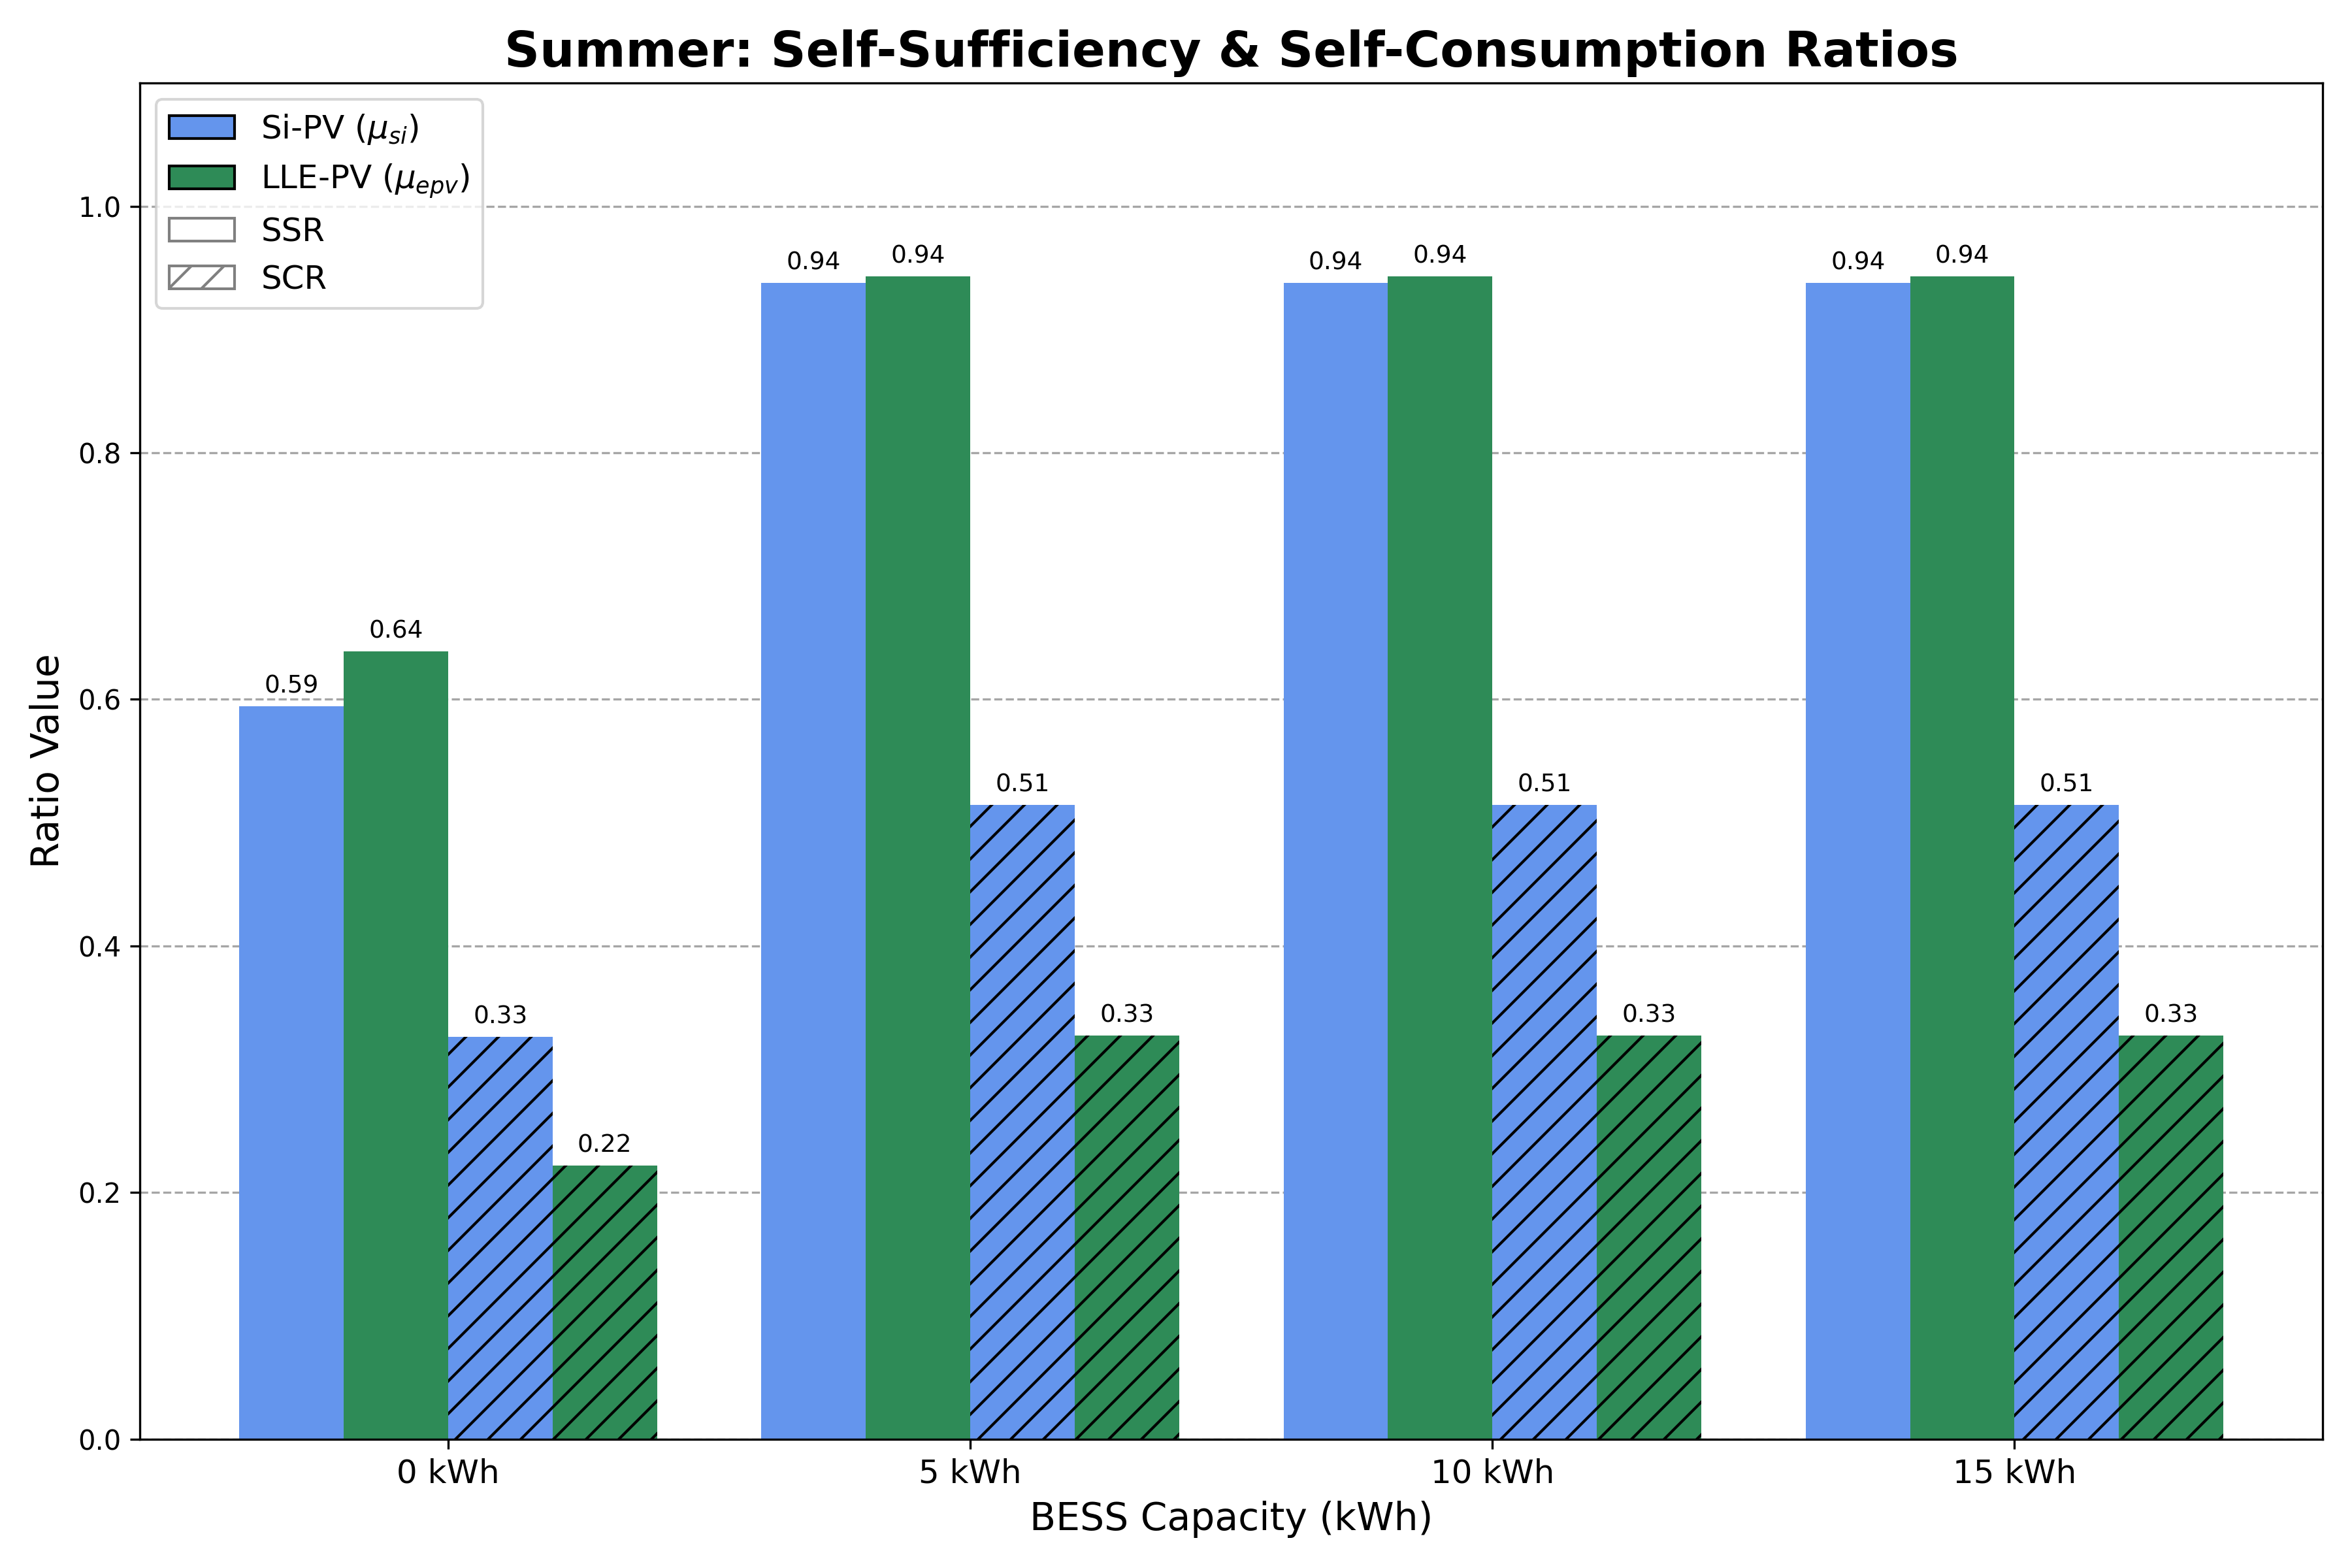 Summer: Self-Sufficiency & Self-Consumption Ratios
Si-PV (μsi)
LLE-PV (μepv)
SSR
SCR
Ratio Value
1.0
0.8
0.6
0.4
0.2
0.0
0.59
0.64
0.33
0.22
0.94
0.94
0.51
0.33
0.94
0.94
0.51
0.33
0.94
0.94
0.51
0.33
0 kWh
5 kWh
10 kWh
15 kWh
BESS Capacity (kWh)